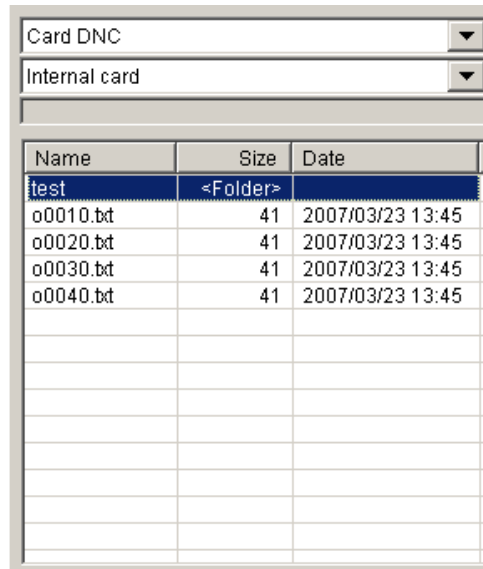 Card DNC
Internal card
Name Size Date
test <Folder>
o0010.txt 41 2007/03/23 13:45
o0020.txt 41 2007/03/23 13:45
o0030.txt 41 2007/03/23 13:45
o0040.txt 41 2007/03/23 13:45